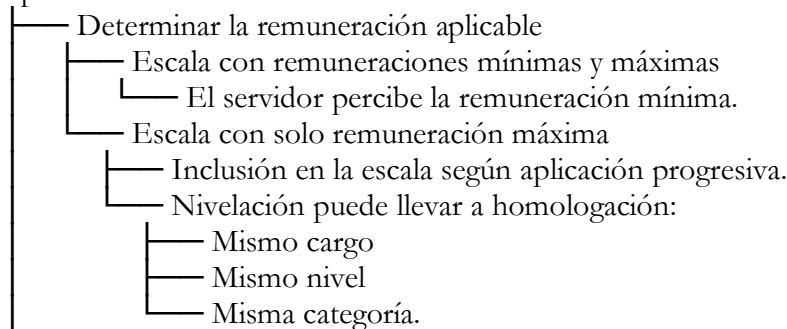 Determinar la remuneración aplicable
Escala con remuneraciones mínimas y máximas
El servidor percibe la remuneración mínima.
Escala con solo remuneración máxima
Inclusión en la escala según aplicación progresiva.
Nivelación puede llevar a homologación:
Mismo cargo
Mismo nivel
Misma categoría.